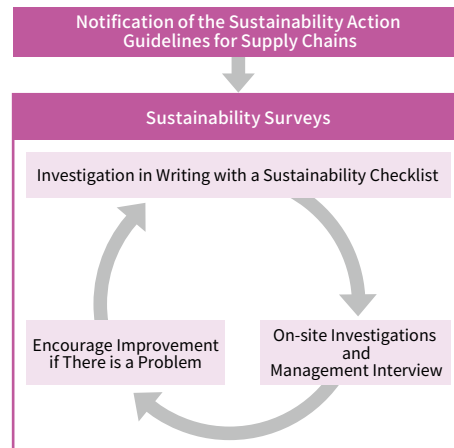 Notification of the Sustainability Action
Guidelines for Supply Chains
Sustainability Surveys
Investigation in Writing with a Sustainability Checklist
On-site Investigations
and
Management Interview
Encourage Improvement
if There is a Problem